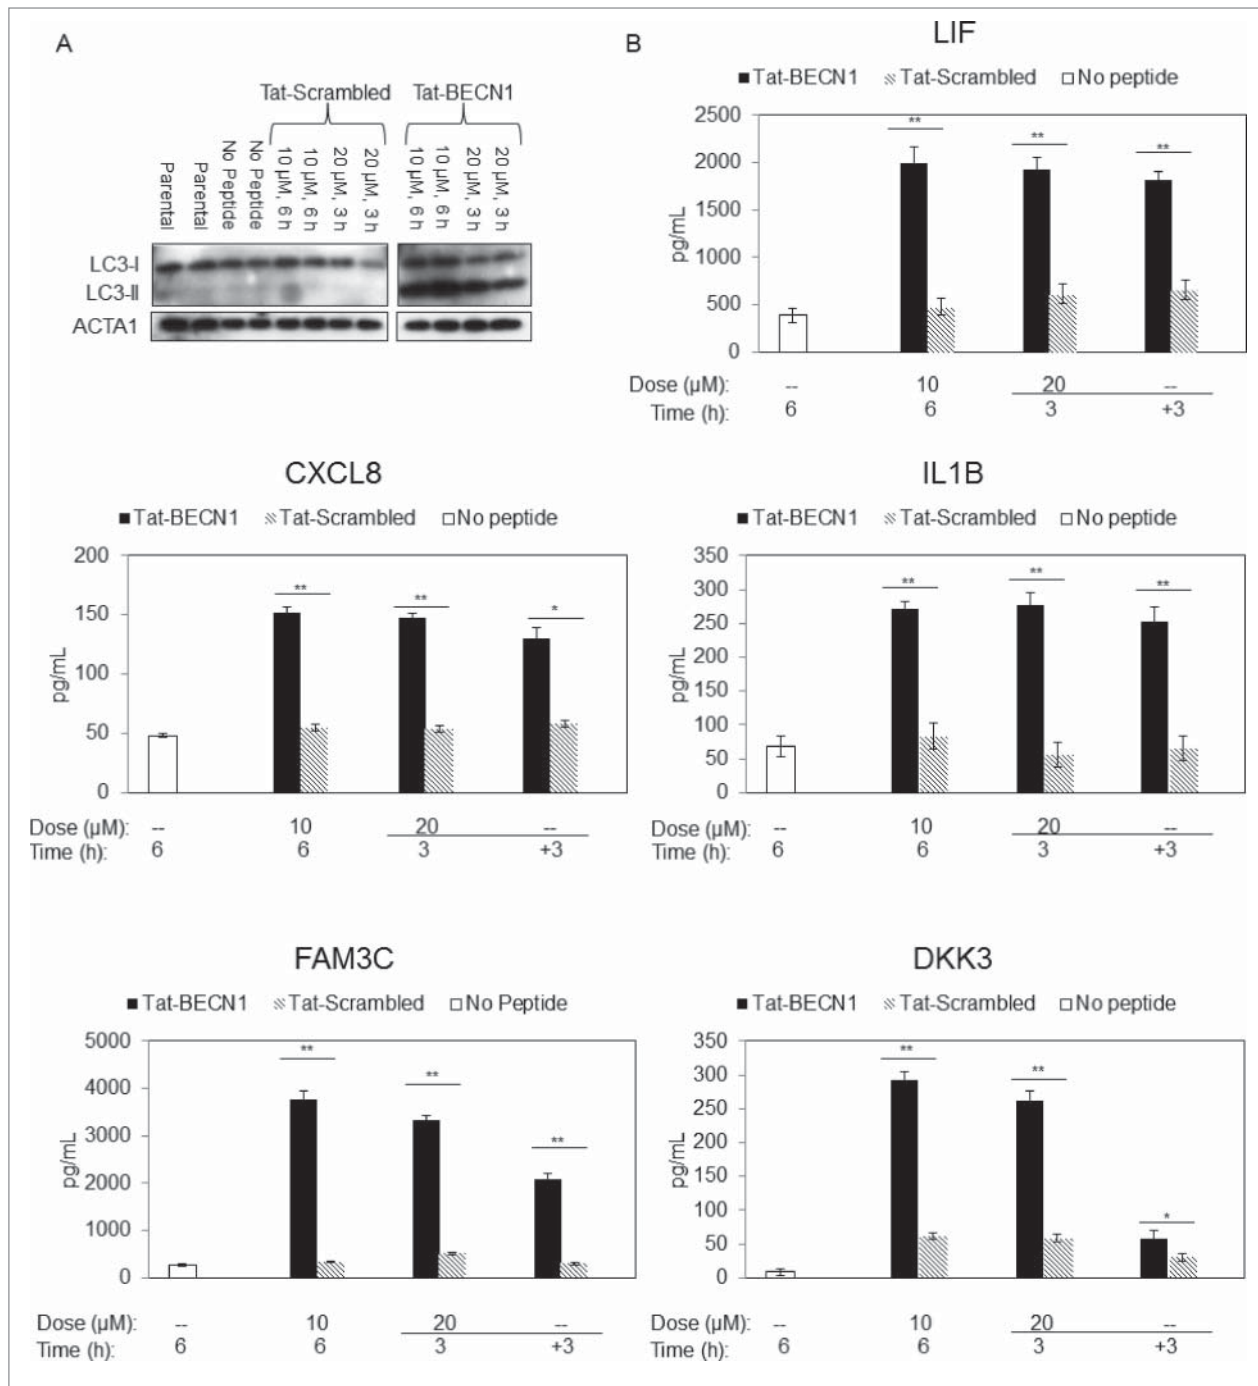 A
Tat-Scrambled Tat-BECN1
Parental
Parental
No Peptide
No Peptide
10 µM, 6 h
10 µM, 6 h
20 µM, 3 h
20 µM, 3 h
10 µM, 6 h
10 µM, 6 h
20 µM, 3 h
20 µM, 3 h
LC3-I
LC3-II
ACTA1
B
LIF
Tat-BECN1 Tat-Scrambled No peptide
2500
2000
1500
1000
500
0
pg/mL
** ** **
Dose (µM): -- 10 20 --
Time (h): 6 6 3 +3
CXCL8
Tat-BECN1 Tat-Scrambled No peptide
200
150
100
50
0
pg/mL
** ** *
Dose (µM): -- 10 20 --
Time (h): 6 6 3 +3
IL1B
Tat-BECN1 Tat-Scrambled No peptide
350
300
250
200
150
100
50
0
pg/mL
** ** **
Dose (µM): -- 10 20 --
Time (h): 6 6 3 +3
FAM3C
Tat-BECN1 Tat-Scrambled No Peptide
5000
4000
3000
2000
1000
0
pg/mL
** ** **
Dose (µM): -- 10 20 --
Time (h): 6 6 3 +3
DKK3
Tat-BECN1 Tat-Scrambled No peptide
350
300
250
200
150
100
50
0
pg/mL
** ** *
Dose (µM): -- 10 20 --
Time (h): 6 6 3 +3